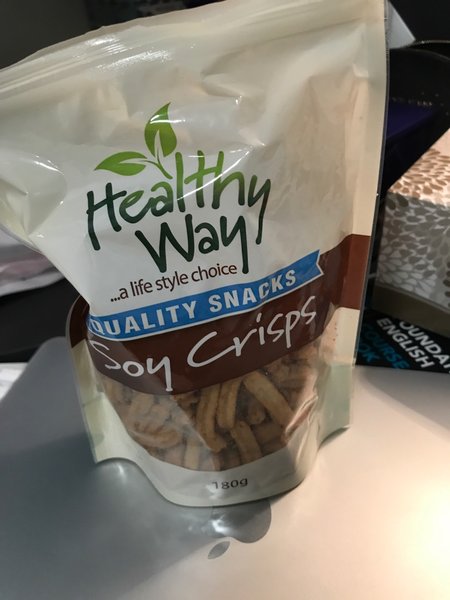 Healthy
Way
...a life style choice
QUALITY SNACKS
Soy Crisps
180g
ENGLISH